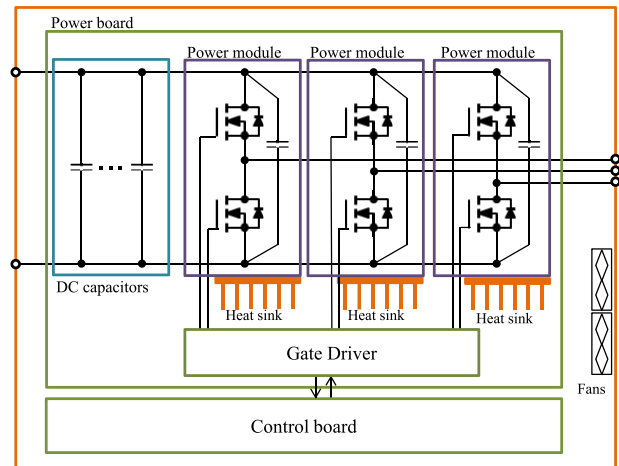 Power board
Power module
Power module
Power module
DC capacitors
Heat sink
Heat sink
Heat sink
Gate Driver
Fans
Control board